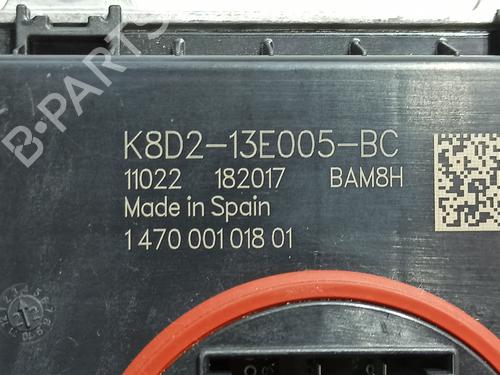 K8D2-13E005-BC
11022 182017 BAM8H
Made in Spain
1 470 001 018 01
B-PARTS